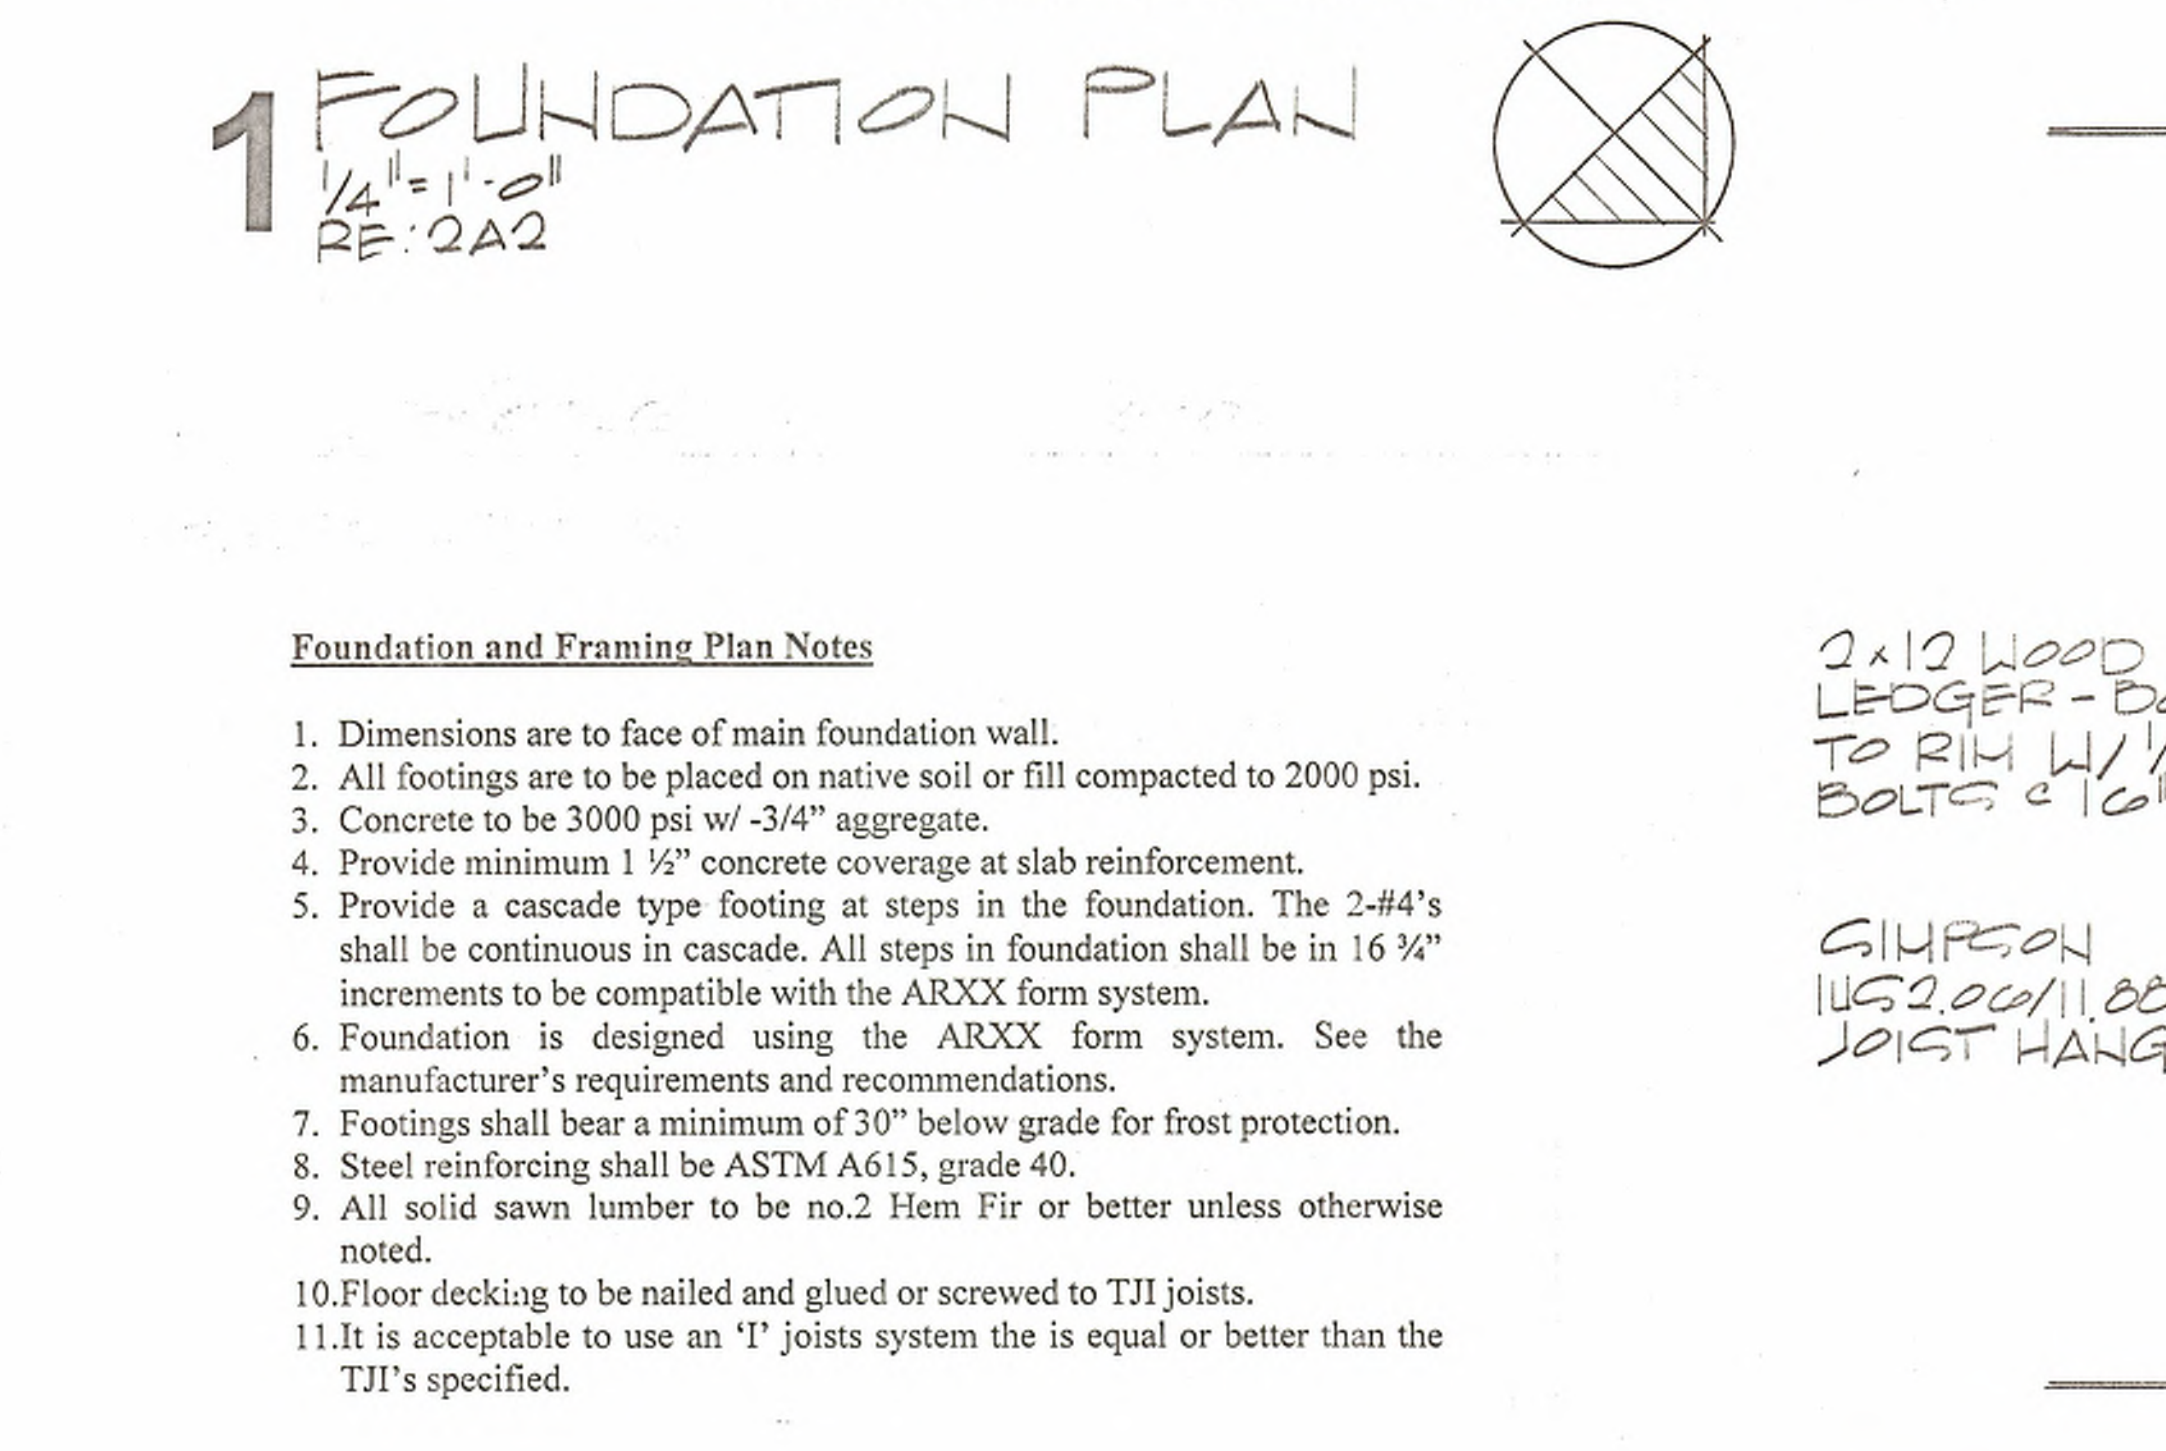 1 FOUNDATION PLAN
1/4" = 1'-0"
RE: 2A2
Foundation and Framing Plan Notes
1. Dimensions are to face of main foundation wall.
2. All footings are to be placed on native soil or fill compacted to 2000 psi.
3. Concrete to be 3000 psi w/ -3/4” aggregate.
4. Provide minimum 1 ½” concrete coverage at slab reinforcement.
5. Provide a cascade type footing at steps in the foundation. The 2-#4’s
shall be continuous in cascade. All steps in foundation shall be in 16 ¾”
increments to be compatible with the ARXX form system.
6. Foundation is designed using the ARXX form system. See the
manufacturer’s requirements and recommendations.
7. Footings shall bear a minimum of 30” below grade for frost protection.
8. Steel reinforcing shall be ASTM A615, grade 40.
9. All solid sawn lumber to be no.2 Hem Fir or better unless otherwise
noted.
10.Floor decking to be nailed and glued or screwed to TJI joists.
11.It is acceptable to use an ‘I’ joists system the is equal or better than the
TJI’s specified.
2x12 WOOD
LEDGER -
TO RIM W/
BOLTS @ 16"
SIMPSON
IUS2.06/11.88
JOIST HANG